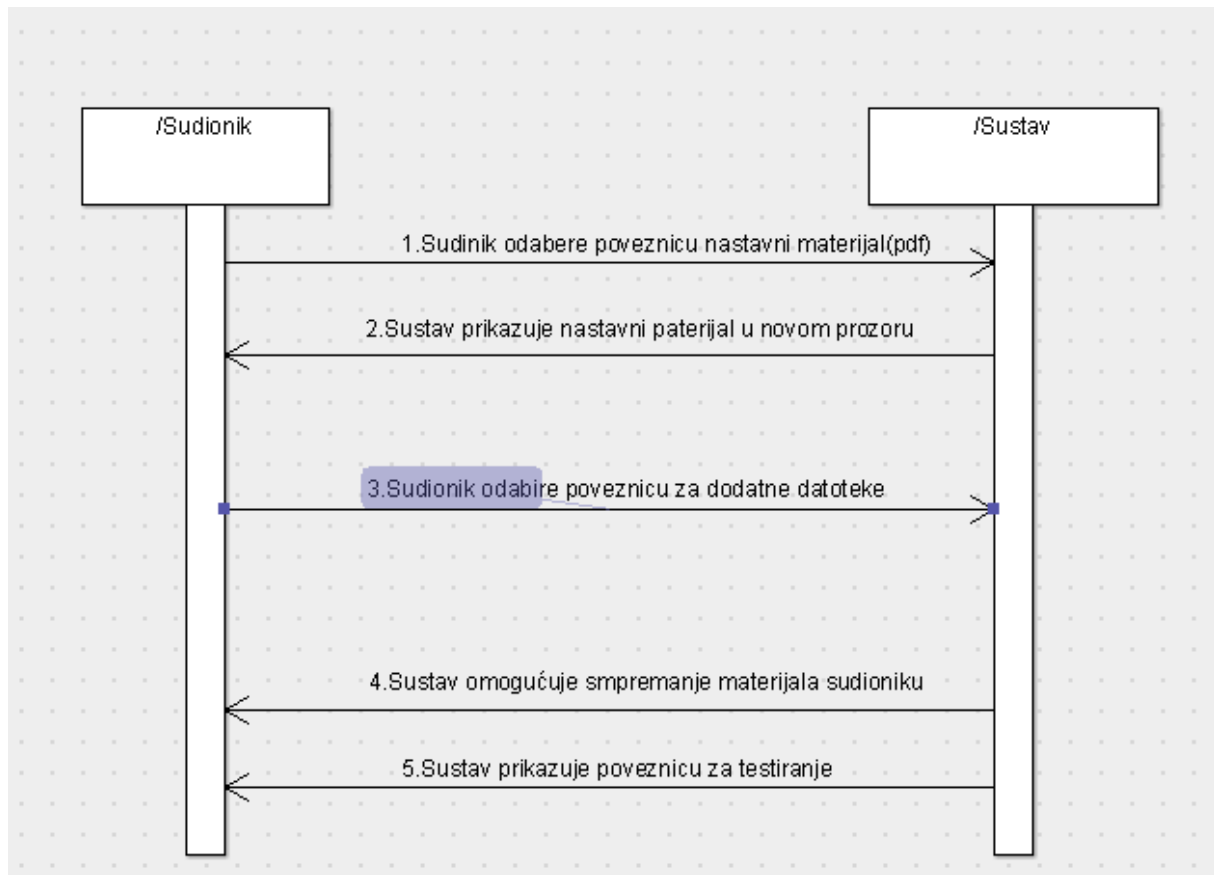 /Sudionik
/Sustav
1.Sudinik odabere poveznicu nastavni materijal(pdf)
2.Sustav prikazuje nastavni paterijal u novom prozoru
3.Sudionik odabire poveznicu za dodatne datoteke
4.Sustav omogućuje smpremanje materijala sudioniku
5.Sustav prikazuje poveznicu za testiranje